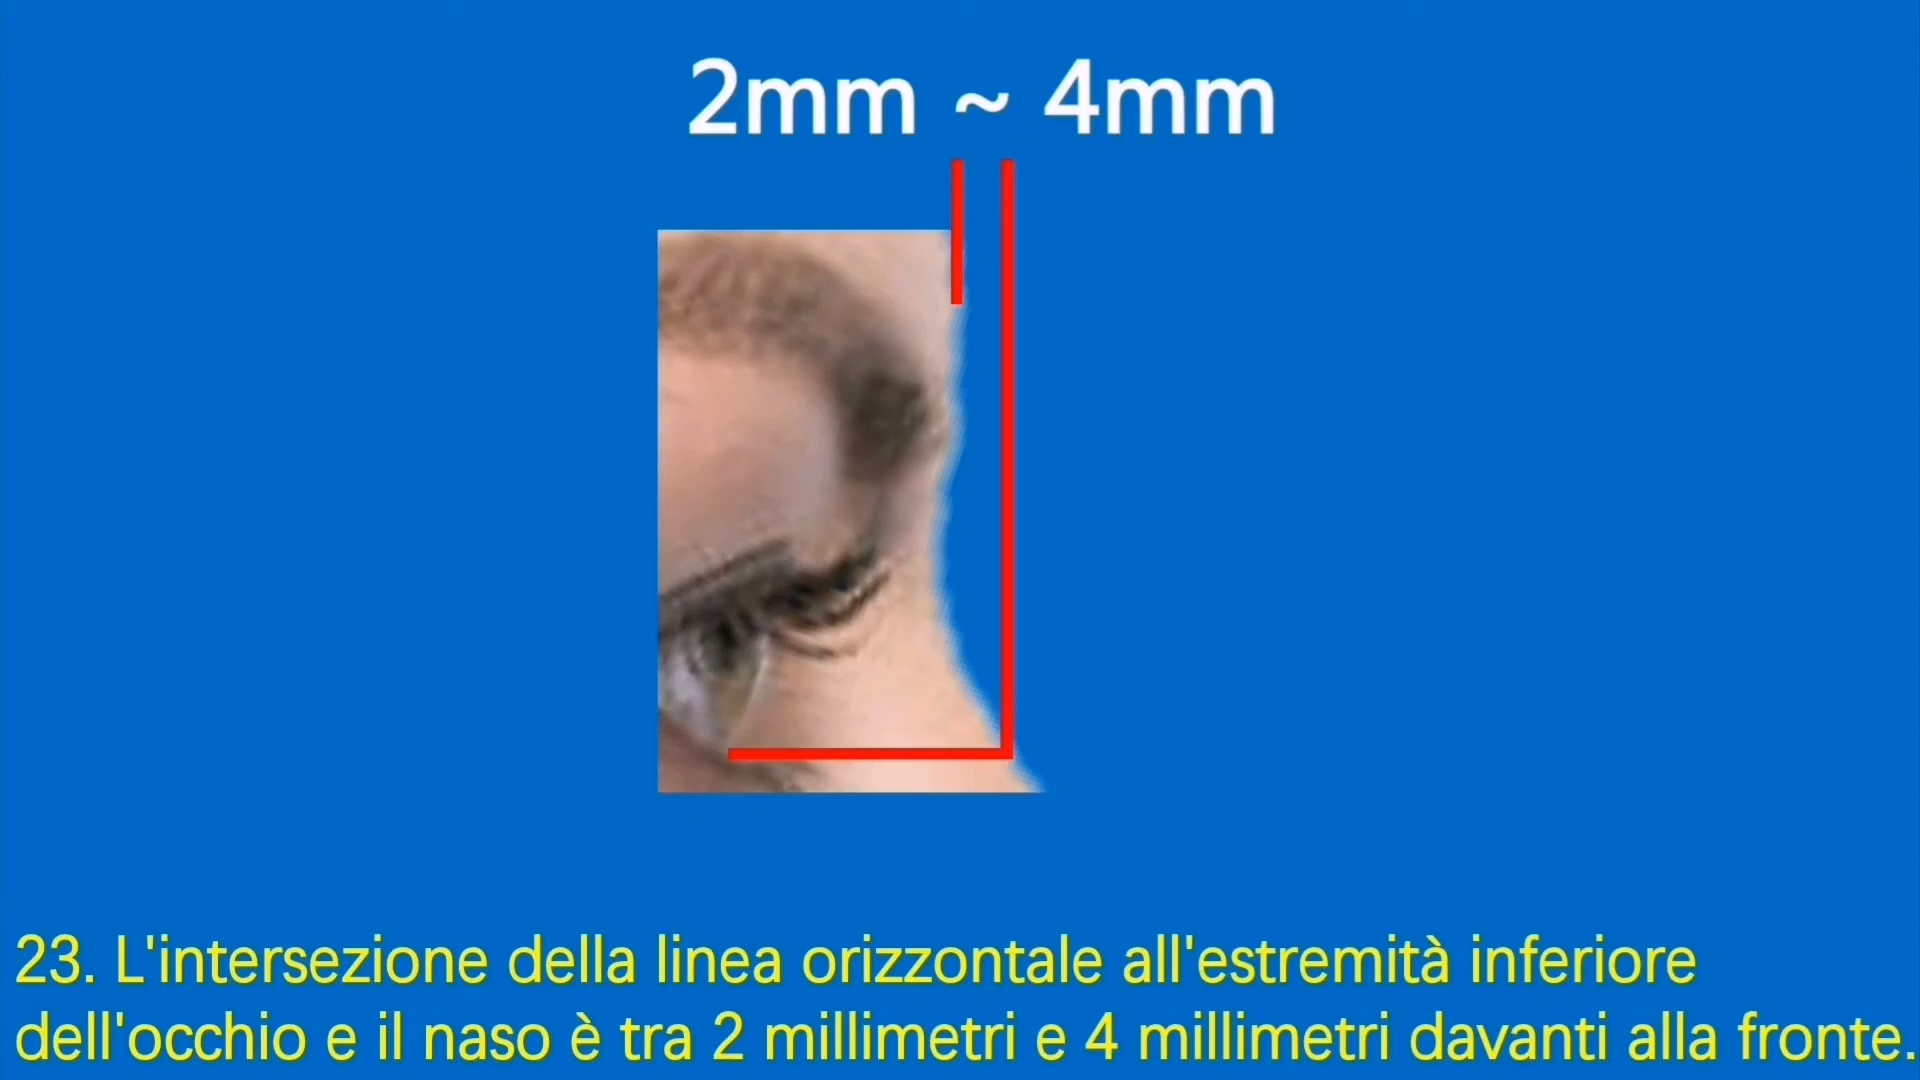 2mm ~ 4mm
23. L'intersezione della linea orizzontale all'estremità inferiore
dell'occhio e il naso è tra 2 millimetri e 4 millimetri davanti alla fronte.